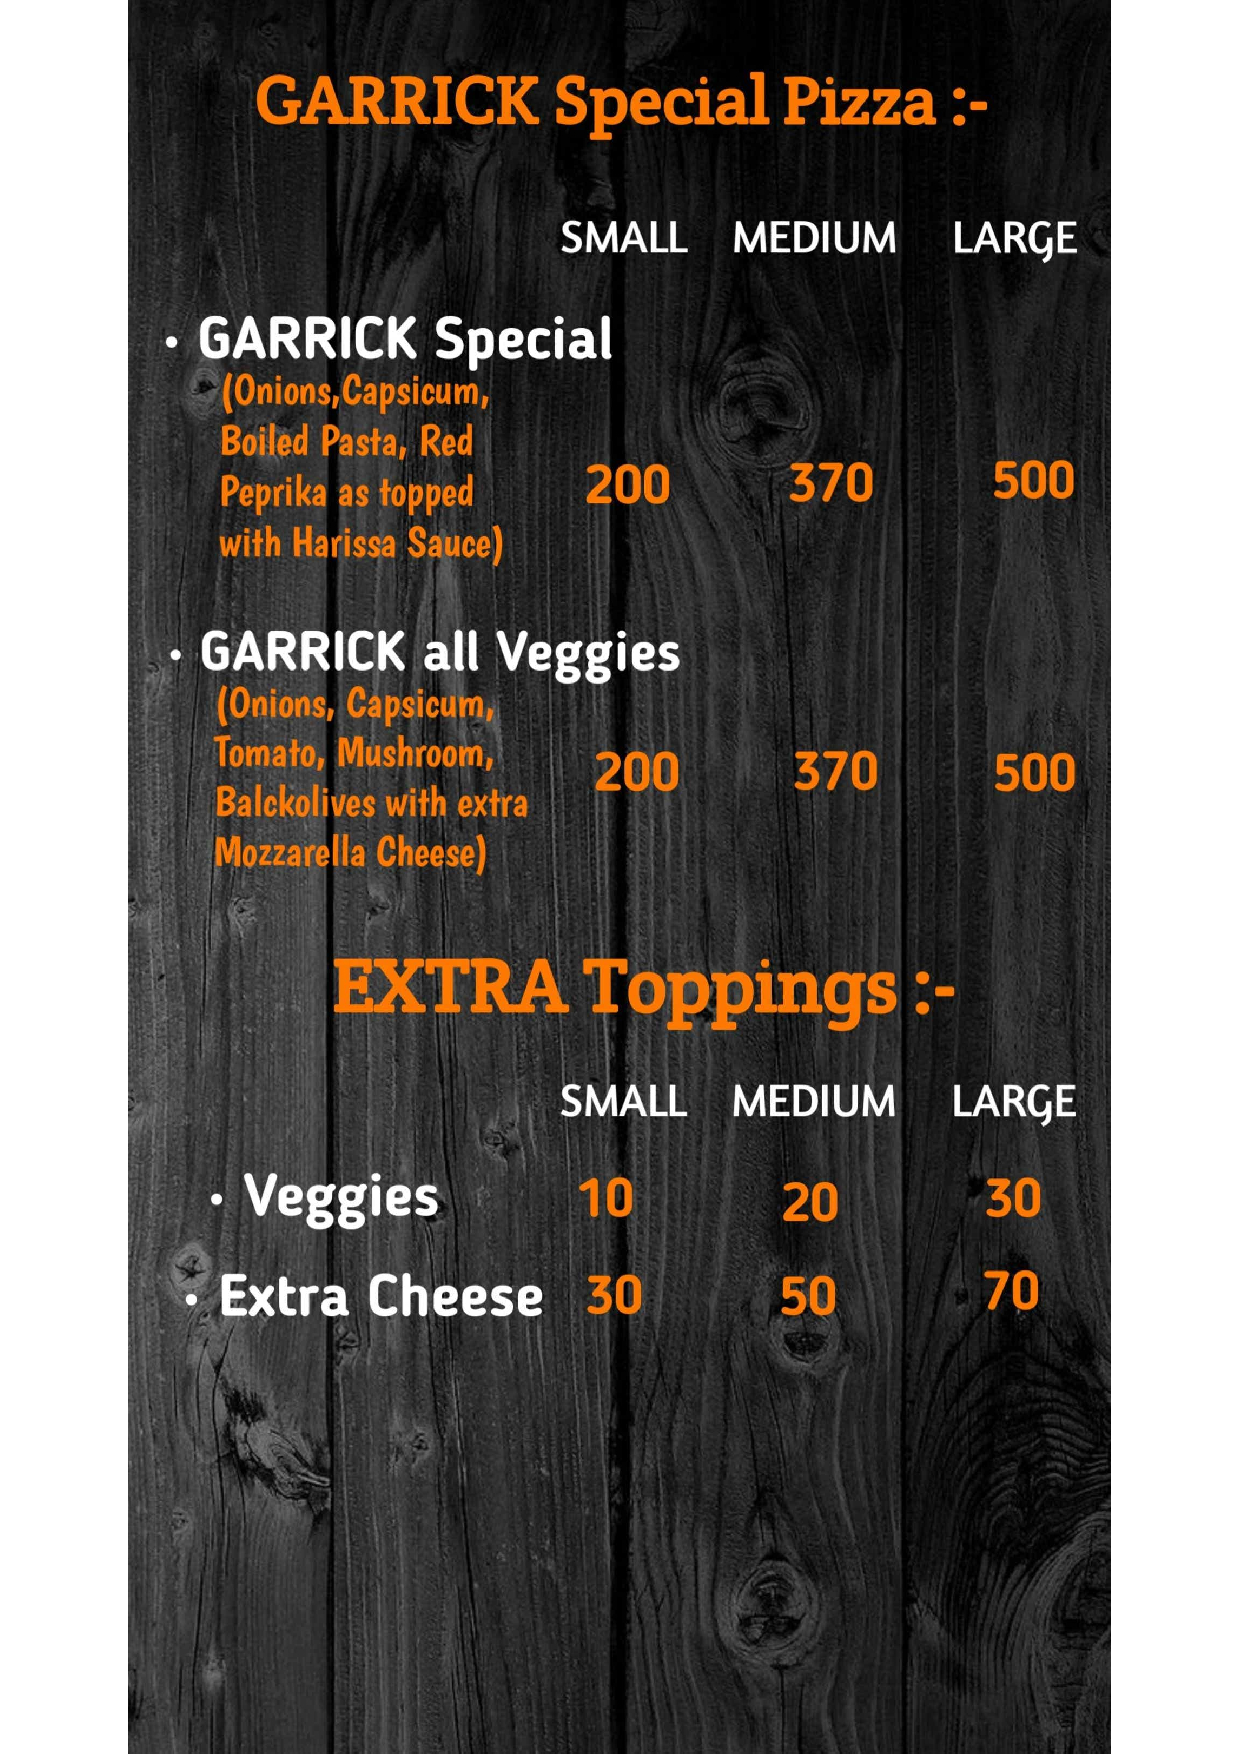 GARRICK Special Pizza :-
SMALL MEDIUM LARGE
• GARRICK Special
(Onions,Capsicum,
Boiled Pasta, Red
Peprika as topped
with Harissa Sauce)
200 370 500
• GARRICK all Veggies
(Onions, Capsicum,
Tomato, Mushroom,
Balckolives with extra
Mozzarella Cheese)
200 370 500
EXTRA Toppings :-
SMALL MEDIUM LARGE
• Veggies 10 20 30
• Extra Cheese 30 50 70